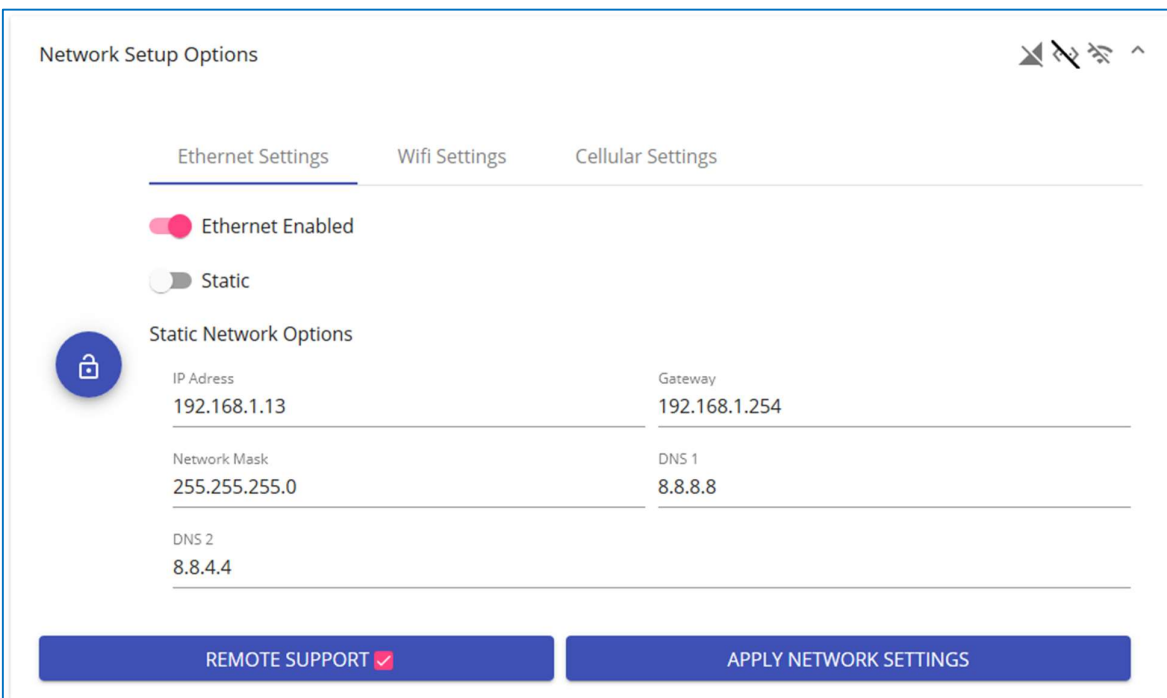 Network Setup Options
Ethernet Settings Wifi Settings Cellular Settings
Ethernet Enabled
Static
Static Network Options
IP Adress Gateway
192.168.1.13 192.168.1.254
Network Mask DNS 1
255.255.255.0 8.8.8.8
DNS 2
8.8.4.4
REMOTE SUPPORT APPLY NETWORK SETTINGS